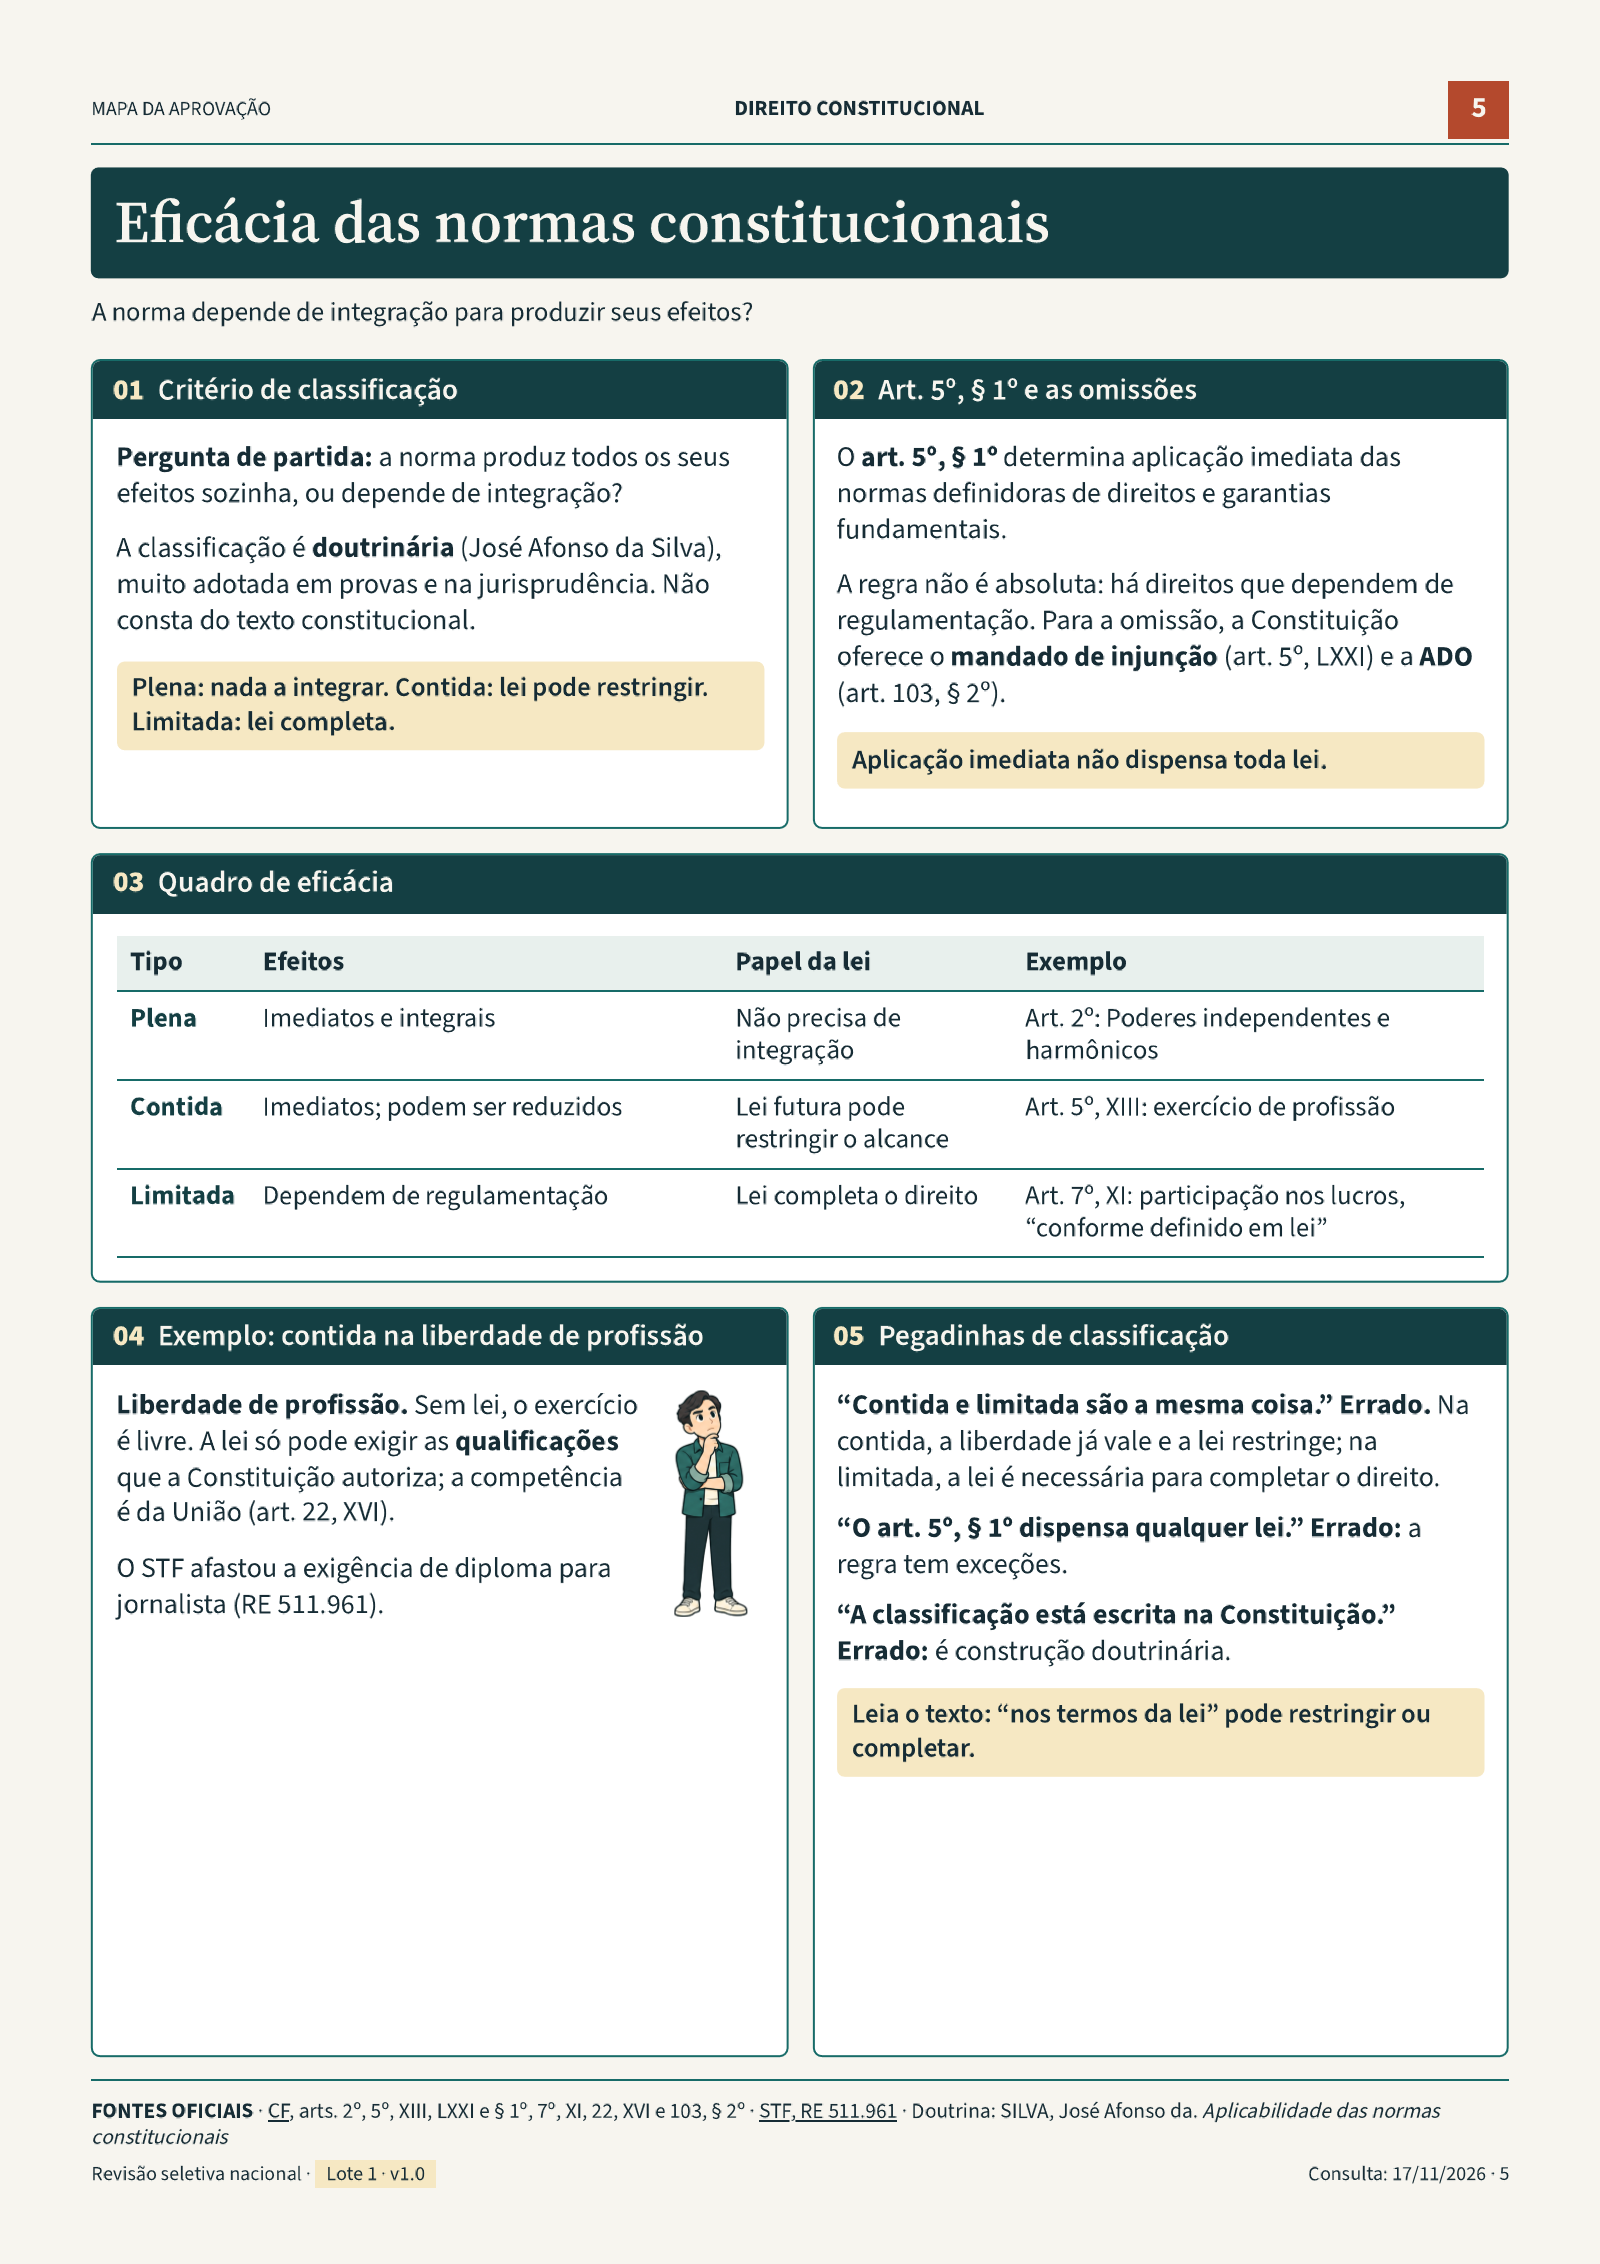 MAPA DA APROVAÇÃO
DIREITO CONSTITUCIONAL
5
Eficácia das normas constitucionais
A norma depende de integração para produzir seus efeitos?
01 Critério de classificação
Pergunta de partida: a norma produz todos os seus
efeitos sozinha, ou depende de integração?
A classificação é doutrinária (José Afonso da Silva),
muito adotada em provas e na jurisprudência. Não
consta do texto constitucional.
Plena: nada a integrar. Contida: lei pode restringir.
Limitada: lei completa.
02 Art. 5º, § 1º e as omissões
O art. 5º, § 1º determina aplicação imediata das
normas definidoras de direitos e garantias
fundamentais.
A regra não é absoluta: há direitos que dependem de
regulamentação. Para a omissão, a Constituição
oferece o mandado de injunção (art. 5º, LXXI) e a ADO
(art. 103, § 2º).
Aplicação imediata não dispensa toda lei.
03 Quadro de eficácia
Tipo Efeitos Papel da lei Exemplo
Plena Imediatos e integrais Não precisa de Art. 2º: Poderes independentes e
integração harmônicos
Contida Imediatos; podem ser reduzidos Lei futura pode Art. 5º, XIII: exercício de profissão
restringir o alcance
Limitada Dependem de regulamentação Lei completa o direito Art. 7º, XI: participação nos lucros,
“conforme definido em lei”
04 Exemplo: contida na liberdade de profissão
Liberdade de profissão. Sem lei, o exercício
é livre. A lei só pode exigir as qualificações
que a Constituição autoriza; a competência
é da União (art. 22, XVI).
O STF afastou a exigência de diploma para
jornalista (RE 511.961).
05 Pegadinhas de classificação
“Contida e limitada são a mesma coisa.” Errado. Na
contida, a liberdade já vale e a lei restringe; na
limitada, a lei é necessária para completar o direito.
“O art. 5º, § 1º dispensa qualquer lei.” Errado: a
regra tem exceções.
“A classificação está escrita na Constituição.”
Errado: é construção doutrinária.
Leia o texto: “nos termos da lei” pode restringir ou
completar.
FONTES OFICIAIS · CF, arts. 2º, 5º, XIII, LXXI e § 1º, 7º, XI, 22, XVI e 103, § 2º · STF, RE 511.961 · Doutrina: SILVA, José Afonso da. Aplicabilidade das normas
constitucionais
Revisão seletiva nacional · Lote 1 · v1.0
Consulta: 17/11/2026 · 5